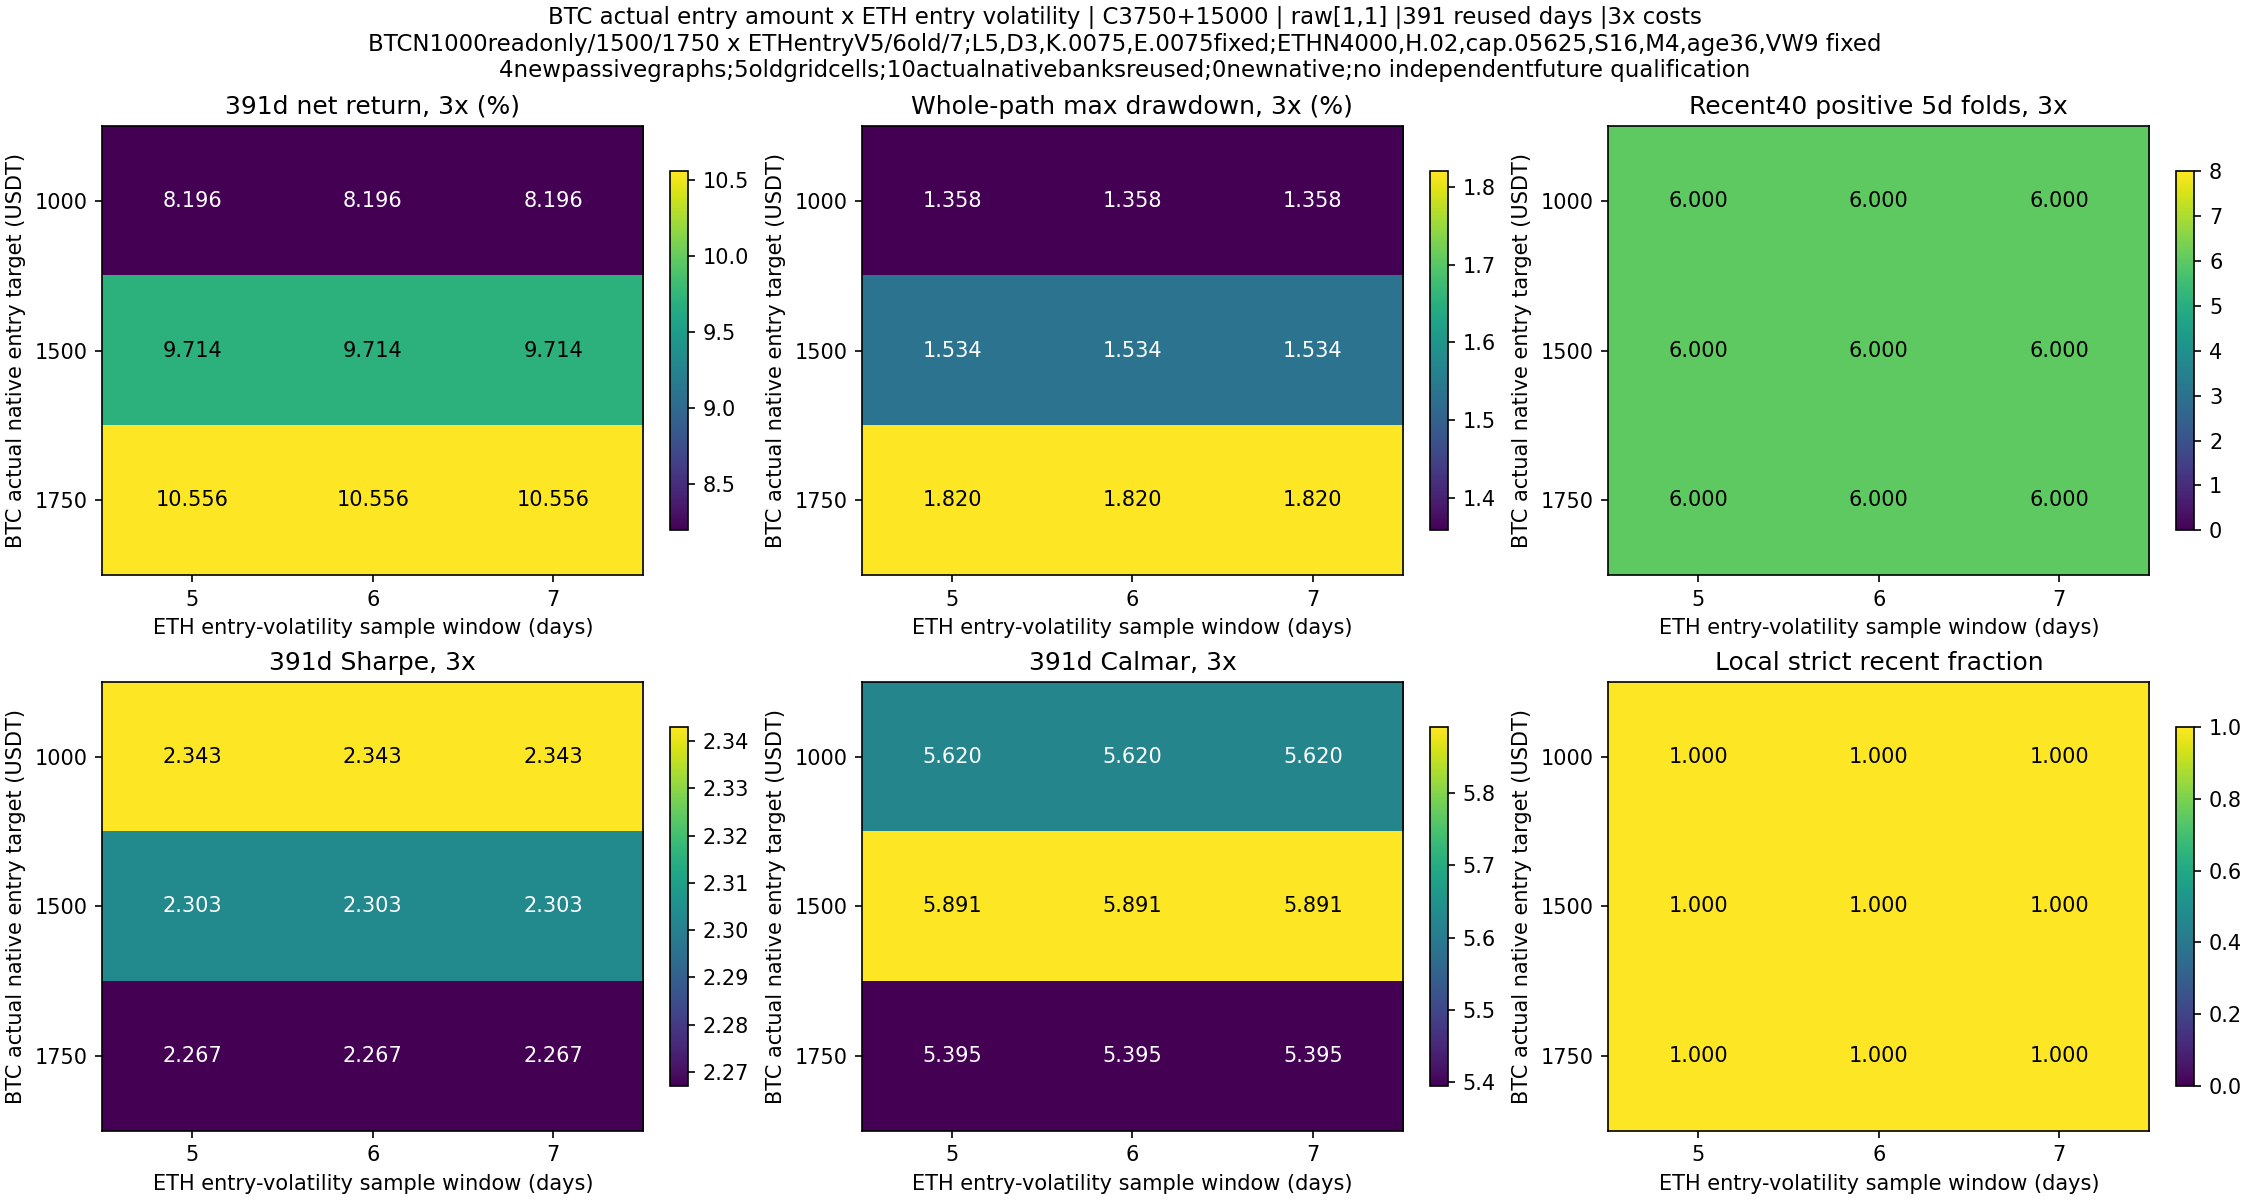 BTC actual entry amount x ETH entry volatility | C3750+15000 | raw[1,1] |391 reused days |3x costs
BTCN1000readonly/1500/1750 x ETHentryV5/6old/7;L5,D3,K.0075,E.0075fixed;ETHN4000,H.02,cap.05625,S16,M4,age36,VW9 fixed
4newpassivegraphs;5oldgridcells;10actualnativebanksreused;0newnative;no independentfuture qualification
391d net return, 3x (%)
BTC actual native entry target (USDT)
1000
1500
1750
8.196 8.196 8.196
9.714 9.714 9.714
10.556 10.556 10.556
5 6 7
ETH entry-volatility sample window (days)
10.5
10.0
9.5
9.0
8.5
Whole-path max drawdown, 3x (%)
BTC actual native entry target (USDT)
1000
1500
1750
1.358 1.358 1.358
1.534 1.534 1.534
1.820 1.820 1.820
5 6 7
ETH entry-volatility sample window (days)
1.8
1.7
1.6
1.5
1.4
Recent40 positive 5d folds, 3x
BTC actual native entry target (USDT)
1000
1500
1750
6.000 6.000 6.000
6.000 6.000 6.000
6.000 6.000 6.000
5 6 7
ETH entry-volatility sample window (days)
8
7
6
5
4
3
2
1
0
391d Sharpe, 3x
BTC actual native entry target (USDT)
1000
1500
1750
2.343 2.343 2.343
2.303 2.303 2.303
2.267 2.267 2.267
5 6 7
ETH entry-volatility sample window (days)
2.34
2.33
2.32
2.31
2.30
2.29
2.28
2.27
391d Calmar, 3x
BTC actual native entry target (USDT)
1000
1500
1750
5.620 5.620 5.620
5.891 5.891 5.891
5.395 5.395 5.395
5 6 7
ETH entry-volatility sample window (days)
5.8
5.7
5.6
5.5
5.4
Local strict recent fraction
BTC actual native entry target (USDT)
1000
1500
1750
1.000 1.000 1.000
1.000 1.000 1.000
1.000 1.000 1.000
5 6 7
ETH entry-volatility sample window (days)
1.0
0.8
0.6
0.4
0.2
0.0